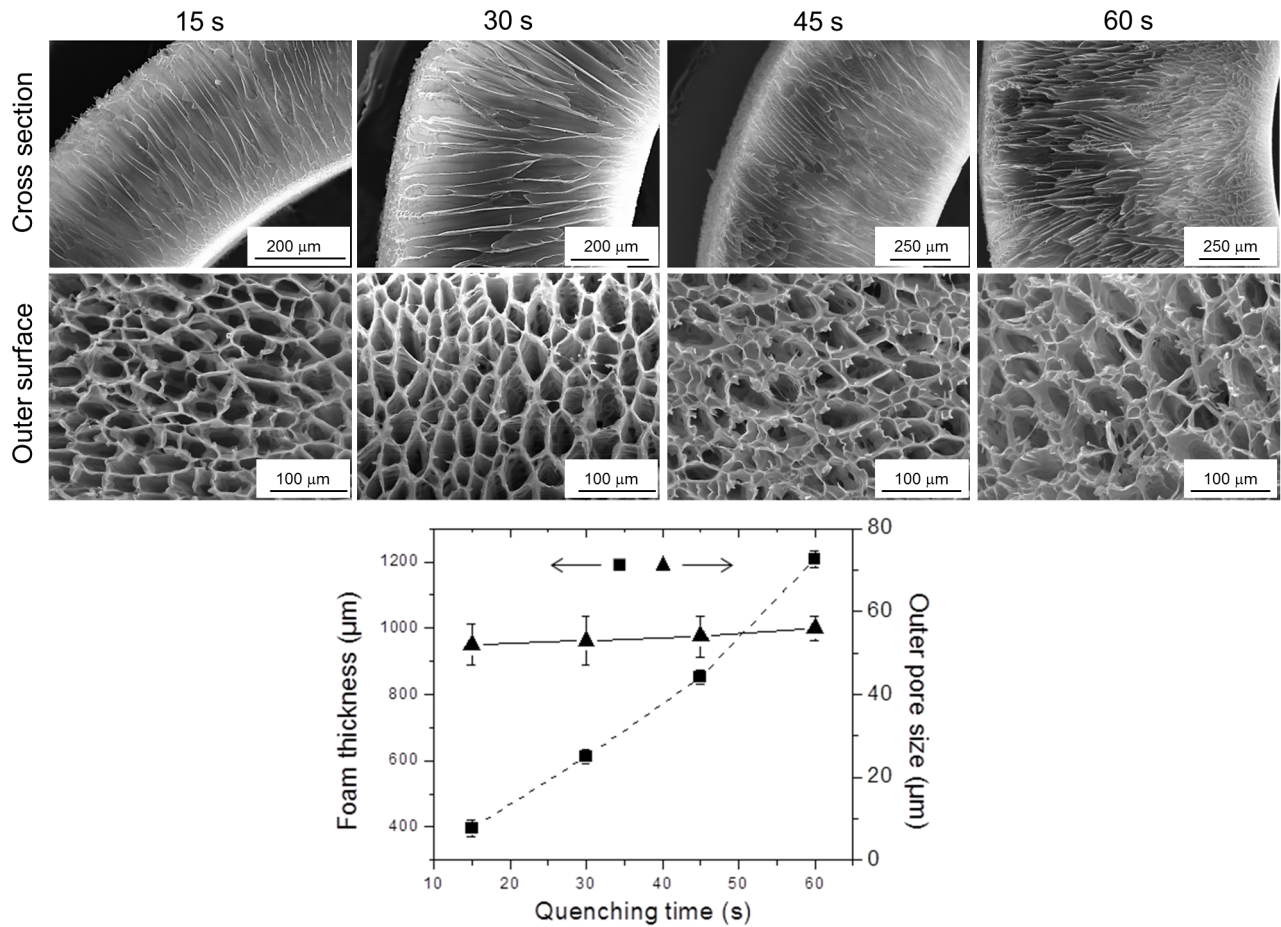 15 s 30 s 45 s 60 s
Cross section
200 μm 200 μm 250 μm 250 μm
Outer surface
100 μm 100 μm 100 μm 100 μm
Foam thickness (μm)
1200
1000
800
600
400
80
60
40
20
0
Outer pore size (μm)
10 20 30 40 50 60
Quenching time (s)